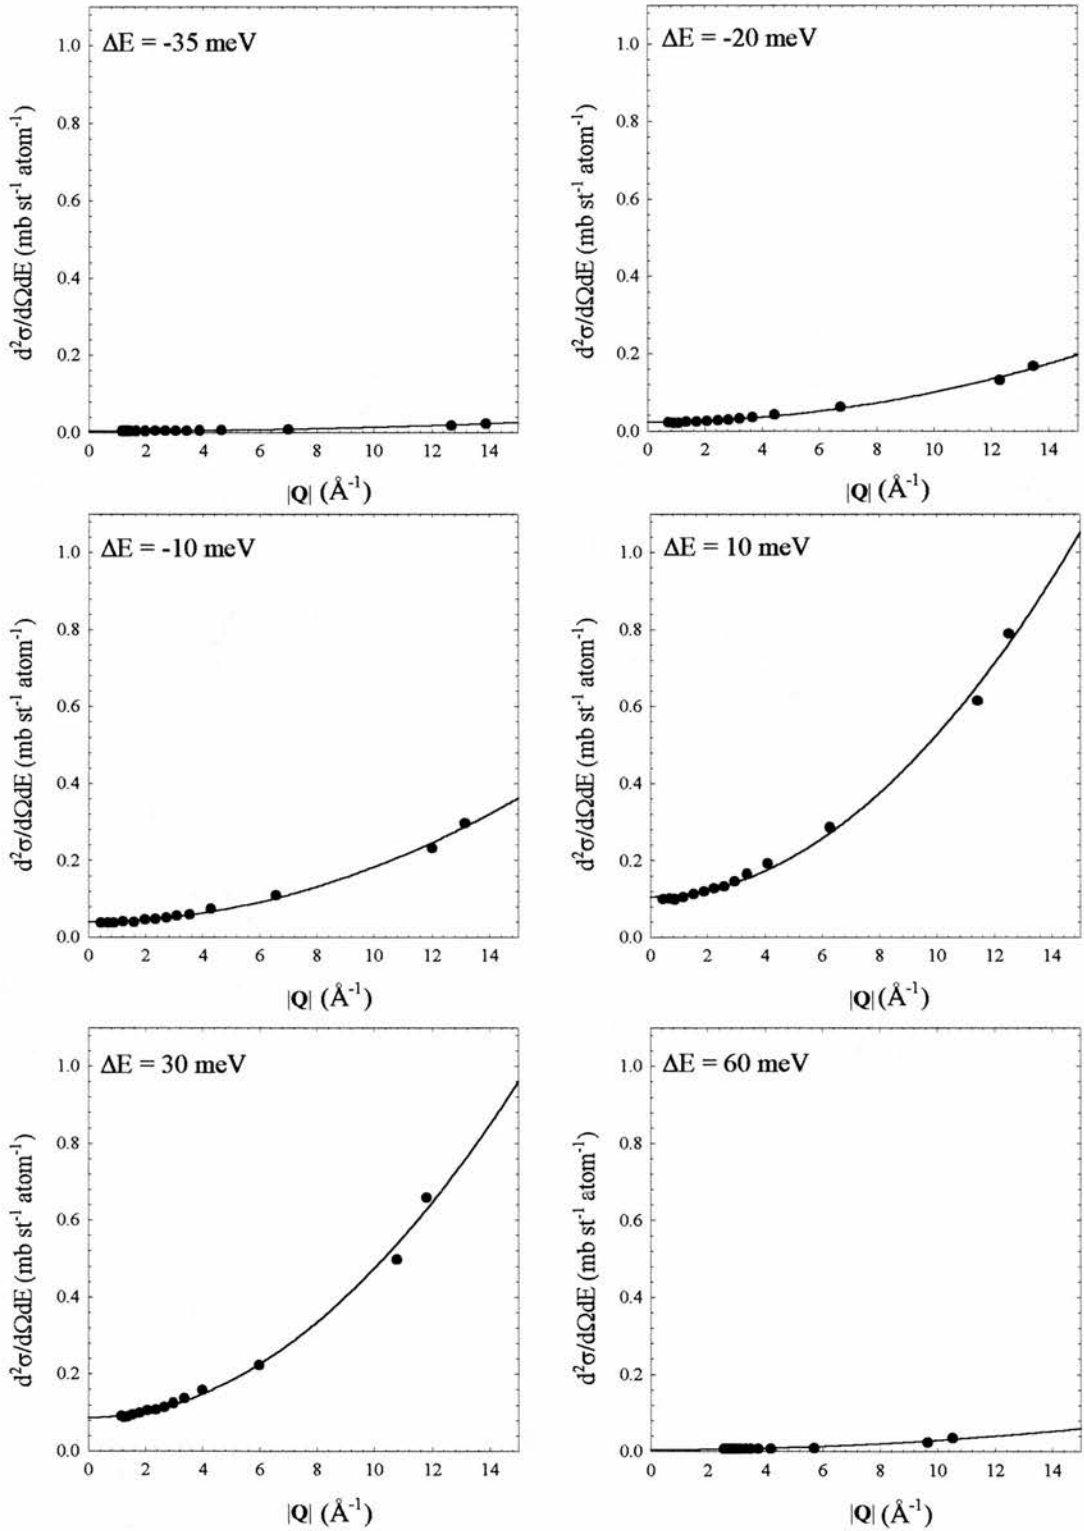 ΔE = -35 meV
1.0
0.8
0.6
0.4
0.2
0.0
d²σ/dΩdE (mb st⁻¹ atom⁻¹)
0 2 4 6 8 10 12 14
|Q| (Å⁻¹)
ΔE = -20 meV
1.0
0.8
0.6
0.4
0.2
0.0
d²σ/dΩdE (mb st⁻¹ atom⁻¹)
0 2 4 6 8 10 12 14
|Q| (Å⁻¹)
ΔE = -10 meV
1.0
0.8
0.6
0.4
0.2
0.0
d²σ/dΩdE (mb st⁻¹ atom⁻¹)
0 2 4 6 8 10 12 14
|Q| (Å⁻¹)
ΔE = 10 meV
1.0
0.8
0.6
0.4
0.2
0.0
d²σ/dΩdE (mb st⁻¹ atom⁻¹)
0 2 4 6 8 10 12 14
|Q| (Å⁻¹)
ΔE = 30 meV
1.0
0.8
0.6
0.4
0.2
0.0
d²σ/dΩdE (mb st⁻¹ atom⁻¹)
0 2 4 6 8 10 12 14
|Q| (Å⁻¹)
ΔE = 60 meV
1.0
0.8
0.6
0.4
0.2
0.0
d²σ/dΩdE (mb st⁻¹ atom⁻¹)
0 2 4 6 8 10 12 14
|Q| (Å⁻¹)